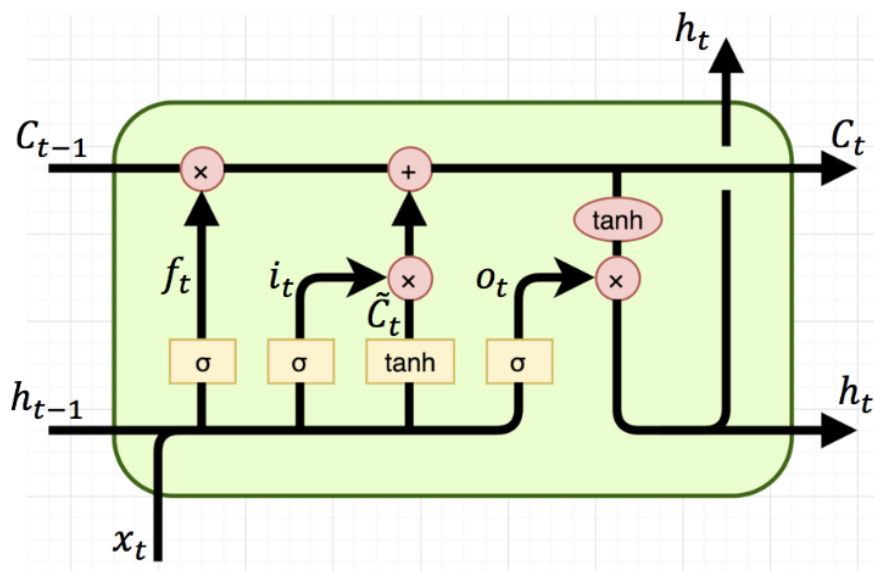 h_t
C_{t-1}
C_t
×
+
tanh
f_t
i_t
×
o_t
×
C̃_t
σ
σ
tanh
σ
h_{t-1}
h_t
x_t